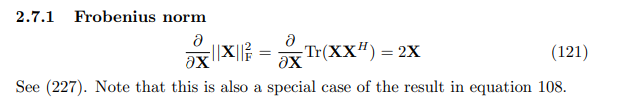 2.7.1 Frobenius norm
∂/∂X ||X||²_F = ∂/∂X Tr(XX^H) = 2X (121)
See (227). Note that this is also a special case of the result in equation 108.